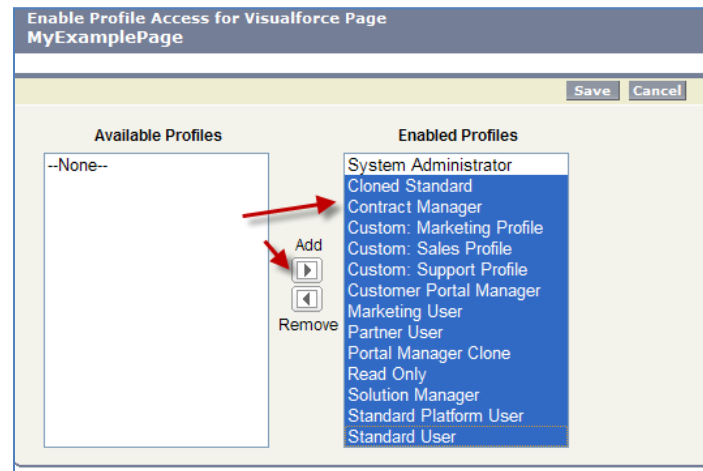 Enable Profile Access for Visualforce Page
MyExamplePage
Save Cancel
Available Profiles
--None--
Add
Remove
Enabled Profiles
System Administrator
Cloned Standard
Contract Manager
Custom: Marketing Profile
Custom: Sales Profile
Custom: Support Profile
Customer Portal Manager
Marketing User
Partner User
Portal Manager Clone
Read Only
Solution Manager
Standard Platform User
Standard User